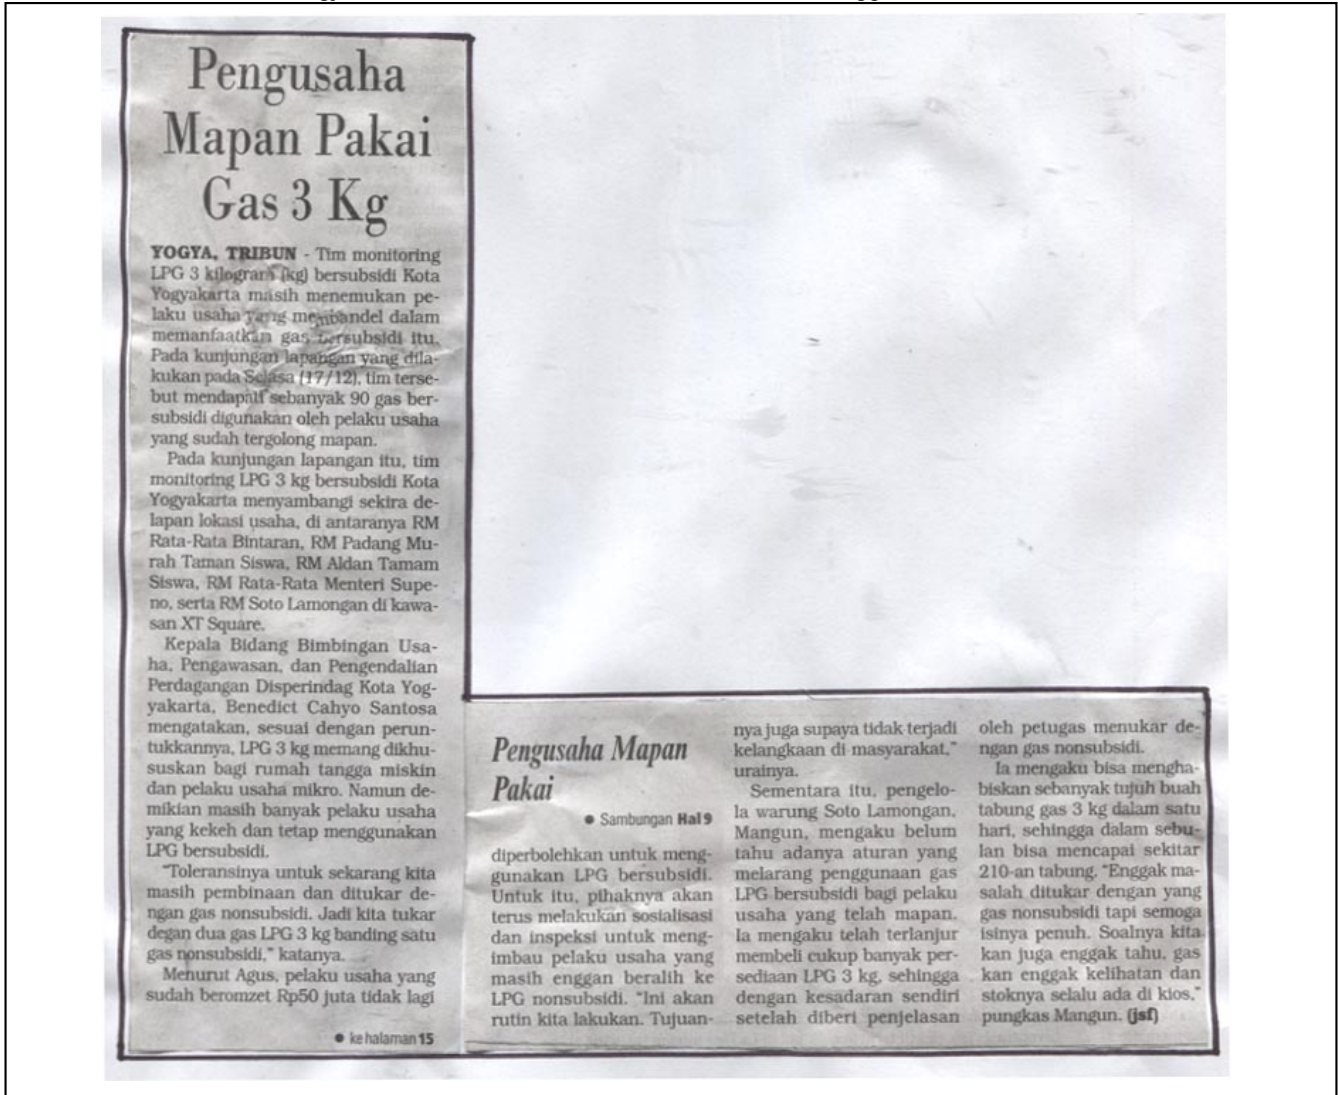 Pengusaha
Mapan Pakai
Gas 3 Kg
YOGYA, TRIBUN - Tim monitoring
LPG 3 kilogram (kg) bersubsidi Kota
Yogyakarta masih menemukan pe-
laku usaha yang membandel dalam
memanfaatkan gas bersubsidi itu.
Pada kunjungan lapangan yang dila-
kukan pada Selasa (17/12), tim terse-
but mendapati sebanyak 90 gas ber-
subsidi digunakan oleh pelaku usaha
yang sudah tergolong mapan.
Pada kunjungan lapangan itu, tim
monitoring LPG 3 kg bersubsidi Kota
Yogyakarta menyambangi sekira de-
lapan lokasi usaha, di antaranya RM
Rata-Rata Bintaran, RM Padang Mu-
rah Taman Siswa, RM Aldan Tamam
Siswa, RM Rata-Rata Menteri Supe-
no, serta RM Soto Lamongan di kawa-
san XT Square.
Kepala Bidang Bimbingan Usa-
ha, Pengawasan, dan Pengendalian
Perdagangan Disperindag Kota Yog-
yakarta, Benedict Cahyo Santosa
mengatakan, sesuai dengan perun-
tukkannya, LPG 3 kg memang dikhu-
suskan bagi rumah tangga miskin
dan pelaku usaha mikro. Namun de-
mikian masih banyak pelaku usaha
yang kekeh dan tetap menggunakan
LPG bersubsidi.
"Toleransinya untuk sekarang kita
masih pembinaan dan ditukar de-
ngan gas nonsubsidi. Jadi kita tukar
degan dua gas LPG 3 kg banding satu
gas nonsubsidi," katanya.
Menurut Agus, pelaku usaha yang
sudah beromzet Rp50 juta tidak lagi
● ke halaman 15
Pengusaha Mapan
Pakai
● Sambungan Hal 9
diperbolehkan untuk meng-
gunakan LPG bersubsidi.
Untuk itu, pihaknya akan
terus melakukan sosialisasi
dan inspeksi untuk meng-
imbau pelaku usaha yang
masih enggan beralih ke
LPG nonsubsidi. "Ini akan
rutin kita lakukan. Tujuan-
nya juga supaya tidak terjadi
kelangkaan di masyarakat,"
urainya.
Sementara itu, pengelo-
la warung Soto Lamongan,
Mangun, mengaku belum
tahu adanya aturan yang
melarang penggunaan gas
LPG bersubsidi bagi pelaku
usaha yang telah mapan.
Ia mengaku telah terlanjur
membeli cukup banyak per-
sediaan LPG 3 kg, sehingga
dengan kesadaran sendiri
setelah diberi penjelasan
oleh petugas menukar de-
ngan gas nonsubsidi.
Ia mengaku bisa mengha-
biskan sebanyak tujuh buah
tabung gas 3 kg dalam satu
hari, sehingga dalam sebu-
lan bisa mencapai sekitar
210-an tabung. "Enggak ma-
salah ditukar dengan yang
gas nonsubsidi tapi semoga
isinya penuh. Soalnya kita
kan juga enggak tahu, gas
kan enggak kelihatan dan
stoknya selalu ada di kios,"
pungkas Mangun. (jsf)